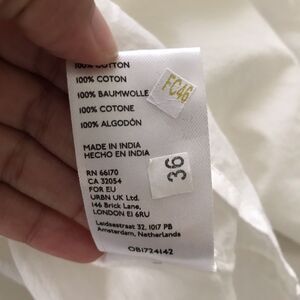 100% COTTON
100% COTON
100% BAUMWOLLE
100% COTONE
100% ALGODÓN
FC46
MADE IN INDIA
HECHO EN INDIA
36
RN 66170
CA 32054
FOR EU
URBN UK Ltd.
146 Brick Lane,
LONDON E1 6RU
Leidsestraat 32, 1017 PB
Amsterdam, Netherlands
OB1724142